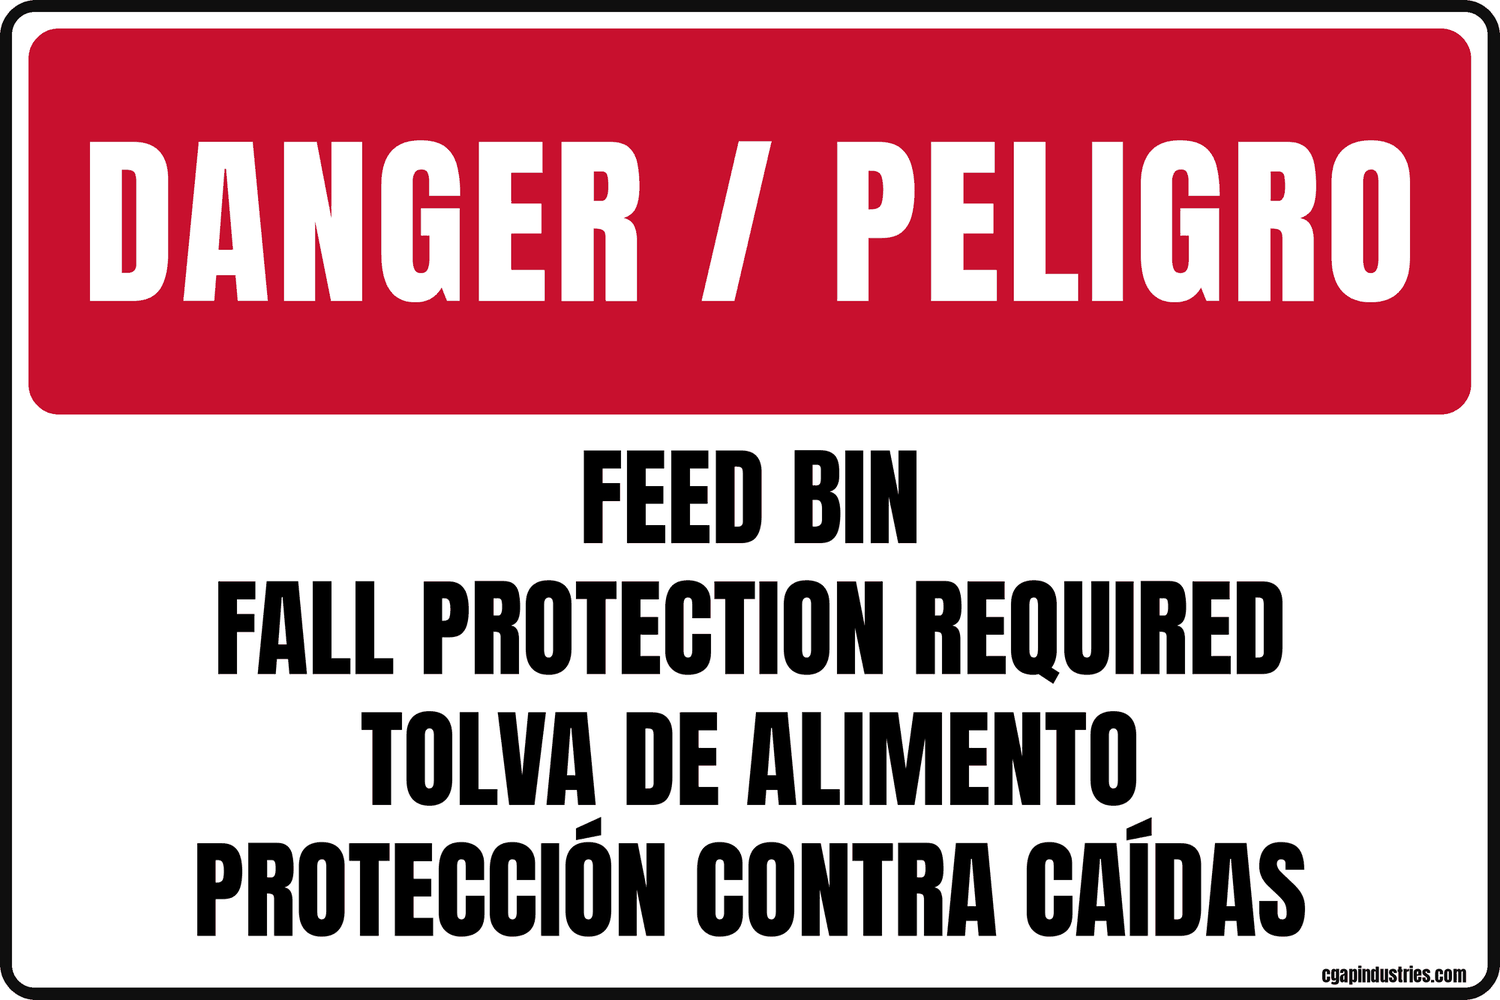 DANGER / PELIGRO
FEED BIN
FALL PROTECTION REQUIRED
TOLVA DE ALIMENTO
PROTECCIÓN CONTRA CAÍDAS
cgapindustries.com